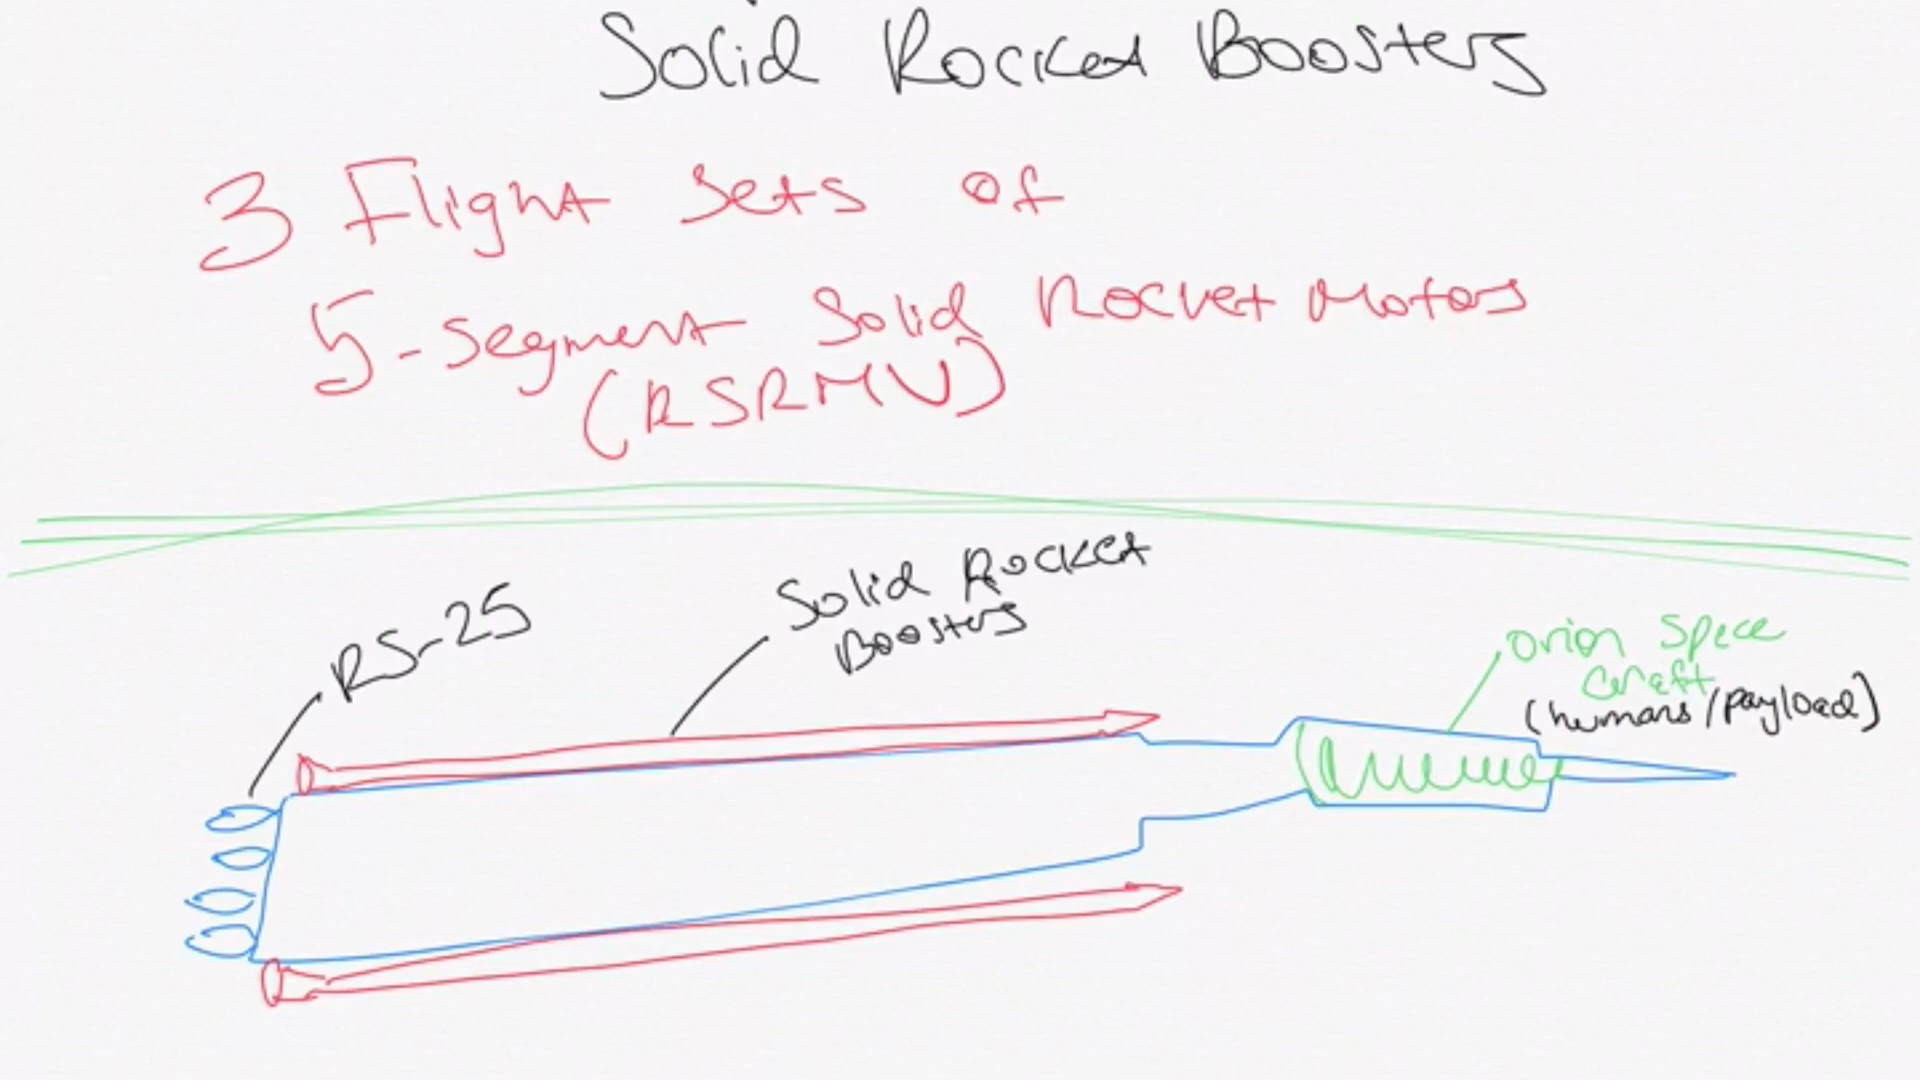 Solid Rocket Boosters
3 Flight Sets of
5-Segment Solid Rocket Motors
(RSRMV)
RS-25
Solid Rocket
Boosters
Orion Space
Craft
(humans/payload)